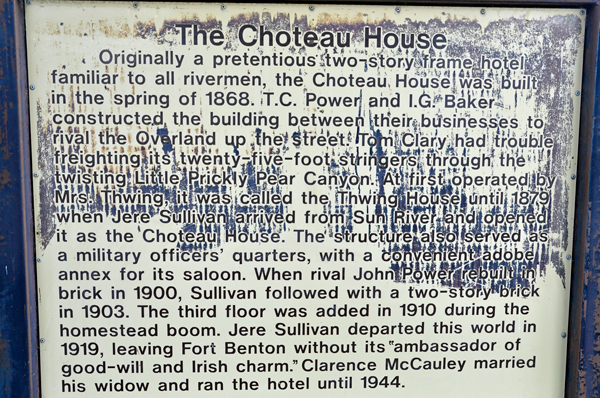 The Choteau House
Originally a pretentious two-story frame hotel
familiar to all rivermen, the Choteau House was built
in the spring of 1868. T.C. Power and I.G. Baker
constructed the building between their businesses to
rival the Overland up the street. Tom Clary had trouble
freighting its twenty-five-foot stringers through the
twisting Little Prickly Pear Canyon. At first operated by
Mrs. Thwing, it was called the Thwing House until 1879
when Jere Sullivan arrived from Sun River and opened
it as the Choteau House. The structure also served as
a military officers' quarters, with a convenient adobe
annex for its saloon. When rival John Power rebuilt in
brick in 1900, Sullivan followed with a two-story brick
in 1903. The third floor was added in 1910 during the
homestead boom. Jere Sullivan departed this world in
1919, leaving Fort Benton without its "ambassador of
good-will and Irish charm." Clarence McCauley married
his widow and ran the hotel until 1944.